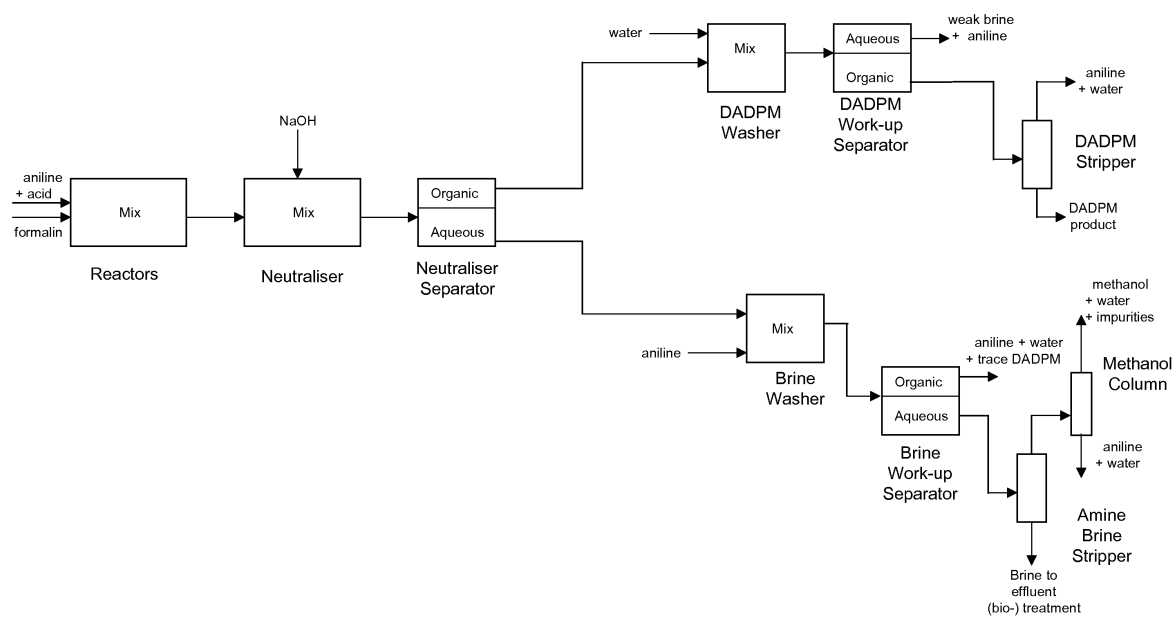 water
Mix
DADPM
Washer
Aqueous
Organic
DADPM
Work-up
Separator
weak brine
+ aniline
aniline
+ water
DADPM
Stripper
DADPM
product
NaOH
aniline
+ acid
formalin
Mix
Reactors
Mix
Neutraliser
Organic
Aqueous
Neutraliser
Separator
aniline
Mix
Brine
Washer
aniline + water
+ trace DADPM
Organic
Aqueous
Brine
Work-up
Separator
methanol
+ water
+ impurities
Methanol
Column
aniline
+ water
Amine
Brine
Stripper
Brine to
effluent
(bio-) treatment